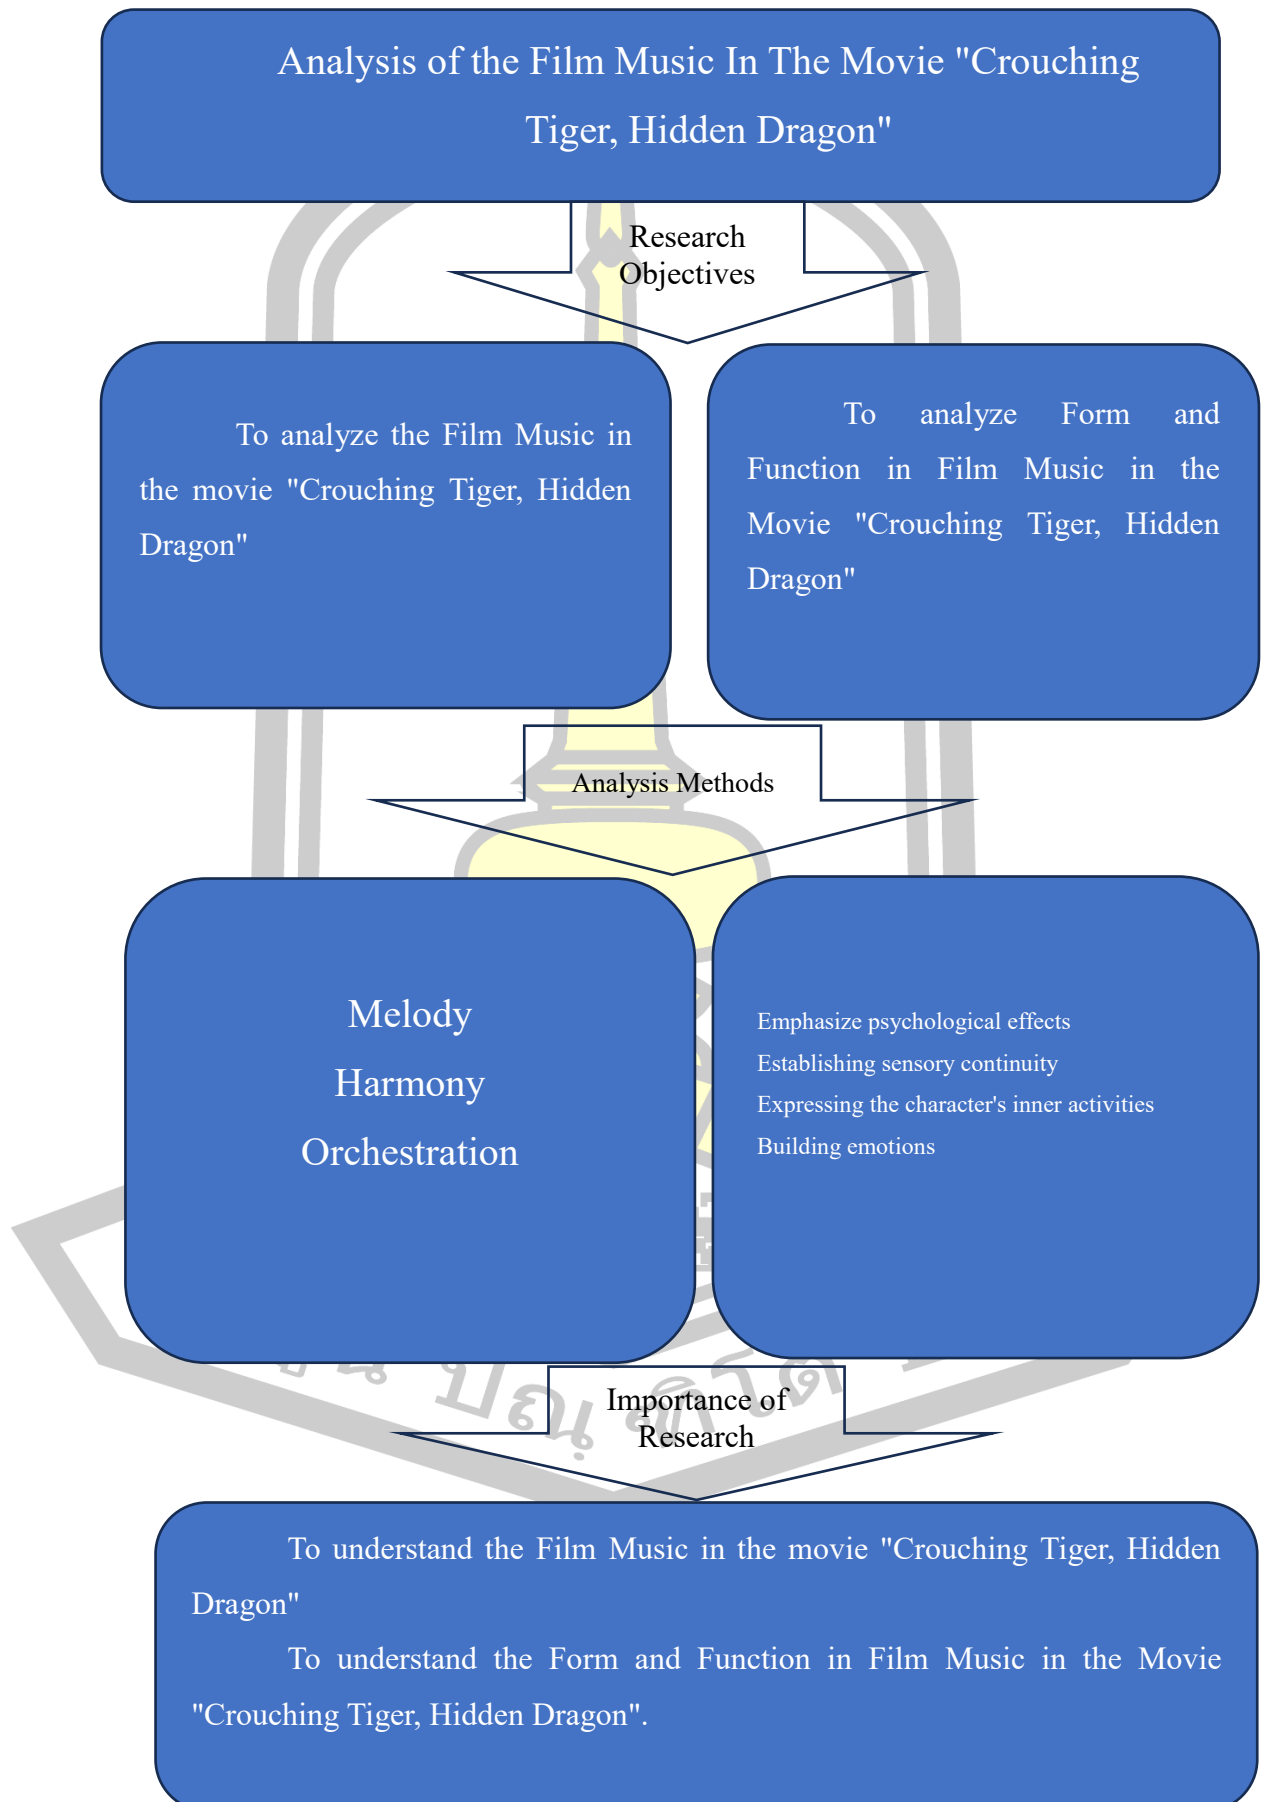 Analysis of the Film Music In The Movie "Crouching
Tiger, Hidden Dragon"
Research
Objectives
To analyze the Film Music in
the movie "Crouching Tiger, Hidden
Dragon"
To analyze Form and
Function in Film Music in the
Movie "Crouching Tiger, Hidden
Dragon"
Analysis Methods
Melody
Harmony
Orchestration
Emphasize psychological effects
Establishing sensory continuity
Expressing the character's inner activities
Building emotions
Importance of
Research
To understand the Film Music in the movie "Crouching Tiger, Hidden
Dragon"
To understand the Form and Function in Film Music in the Movie
"Crouching Tiger, Hidden Dragon".